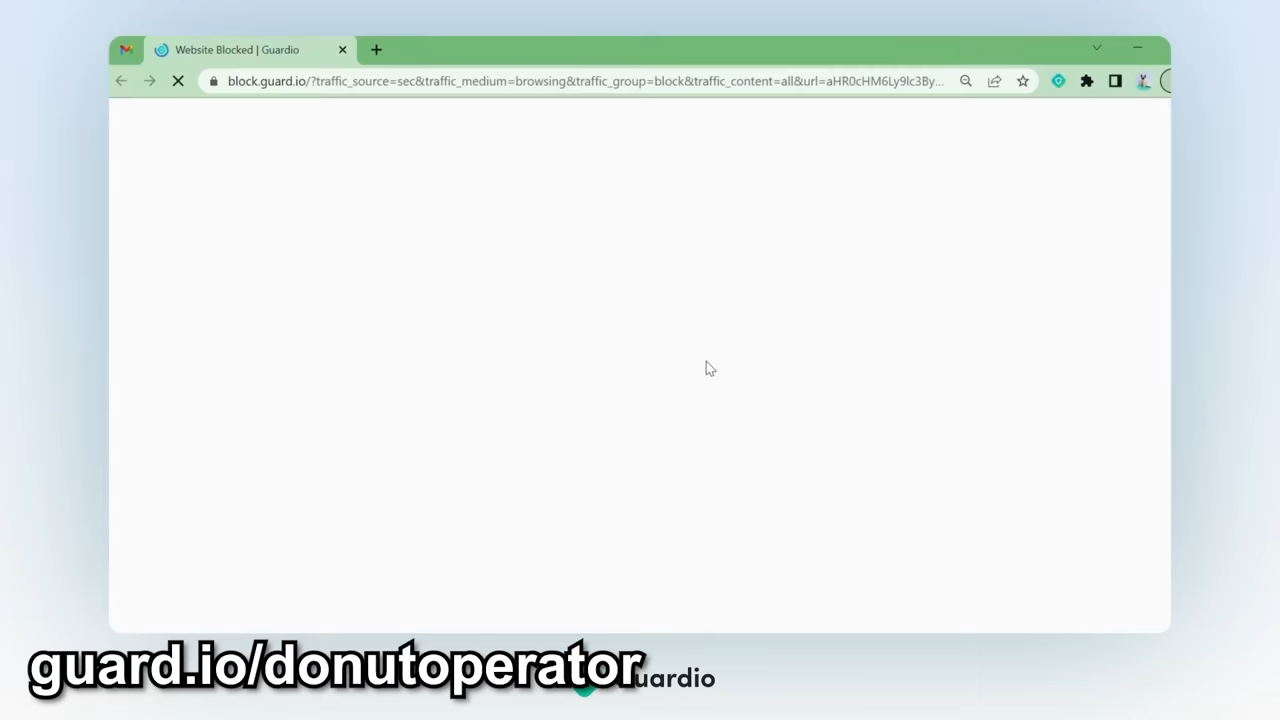 Website Blocked | Guardio
block.guard.io/?traffic_source=sec&traffic_medium=browsing&traffic_group=block&traffic_content=all&url=aHR0cHM6Ly9lc3By...
guard.io/donutoperator
uardio